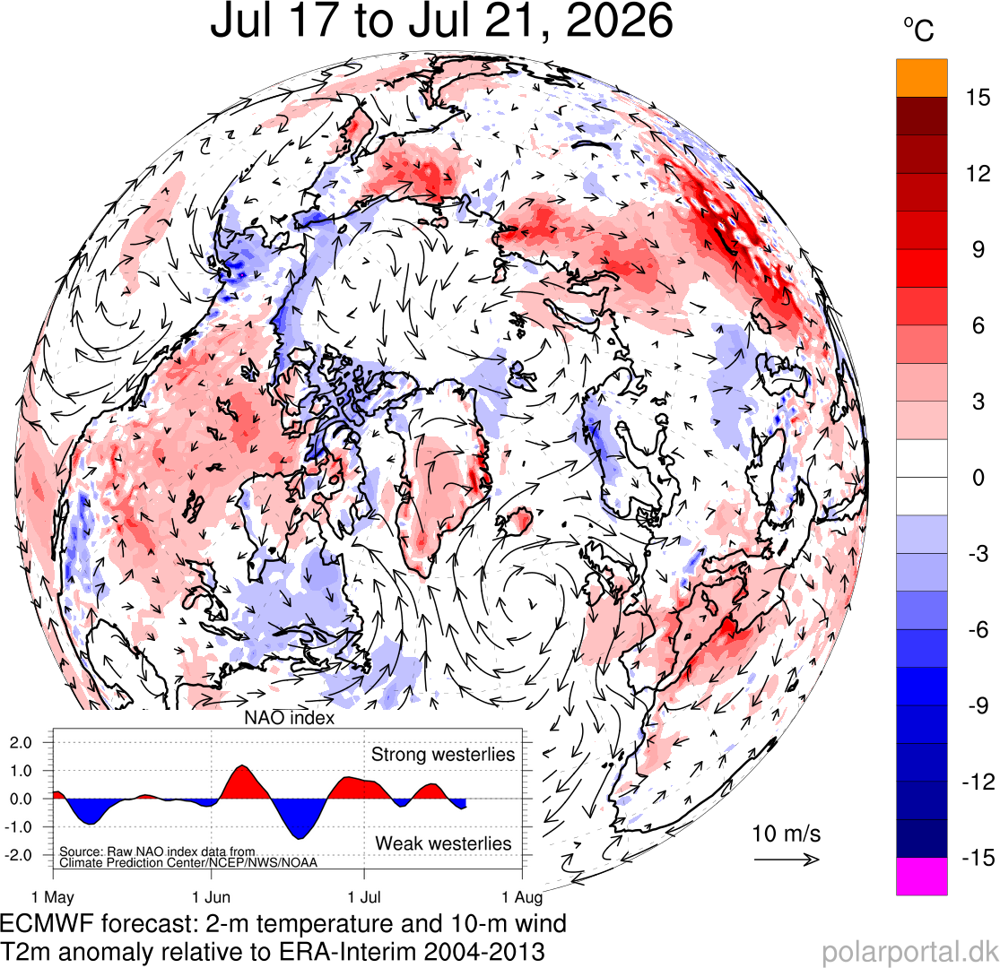 Jul 17 to Jul 21, 2026
°C
15
12
9
6
3
0
-3
-6
-9
-12
-15
10 m/s
NAO index
2.0
1.0
0.0
-1.0
-2.0
Strong westerlies
Weak westerlies
Source: Raw NAO index data from
Climate Prediction Center/NCEP/NWS/NOAA
1 May 1 Jun 1 Jul 1 Aug
ECMWF forecast: 2-m temperature and 10-m wind
T2m anomaly relative to ERA-Interim 2004-2013
polarportal.dk